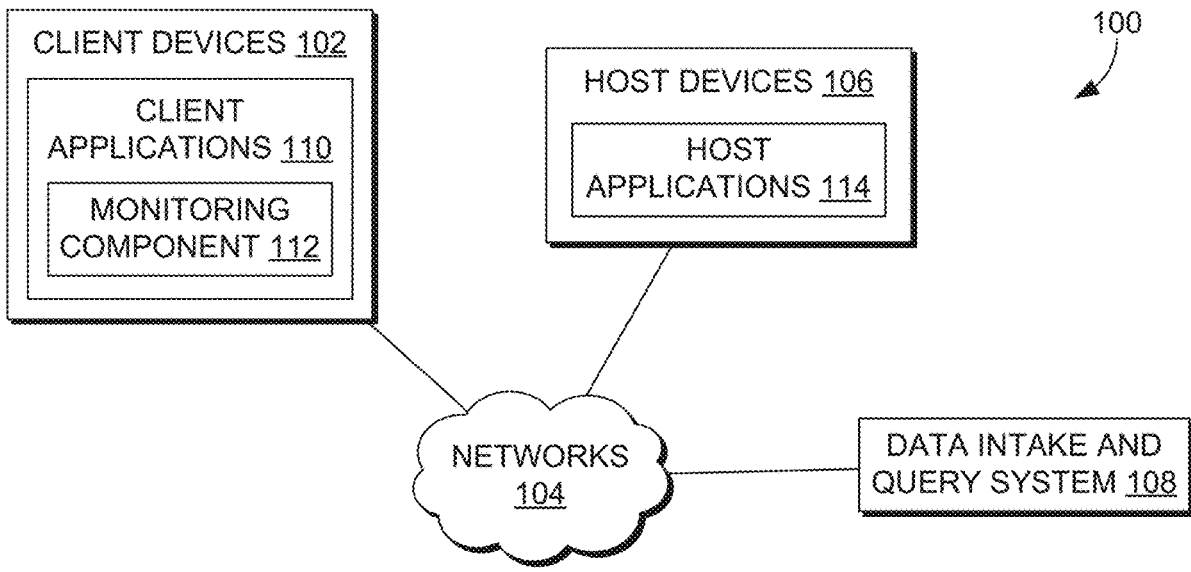 CLIENT DEVICES 102
CLIENT
APPLICATIONS 110
MONITORING
COMPONENT 112
HOST DEVICES 106
HOST
APPLICATIONS 114
100
NETWORKS
104
DATA INTAKE AND
QUERY SYSTEM 108